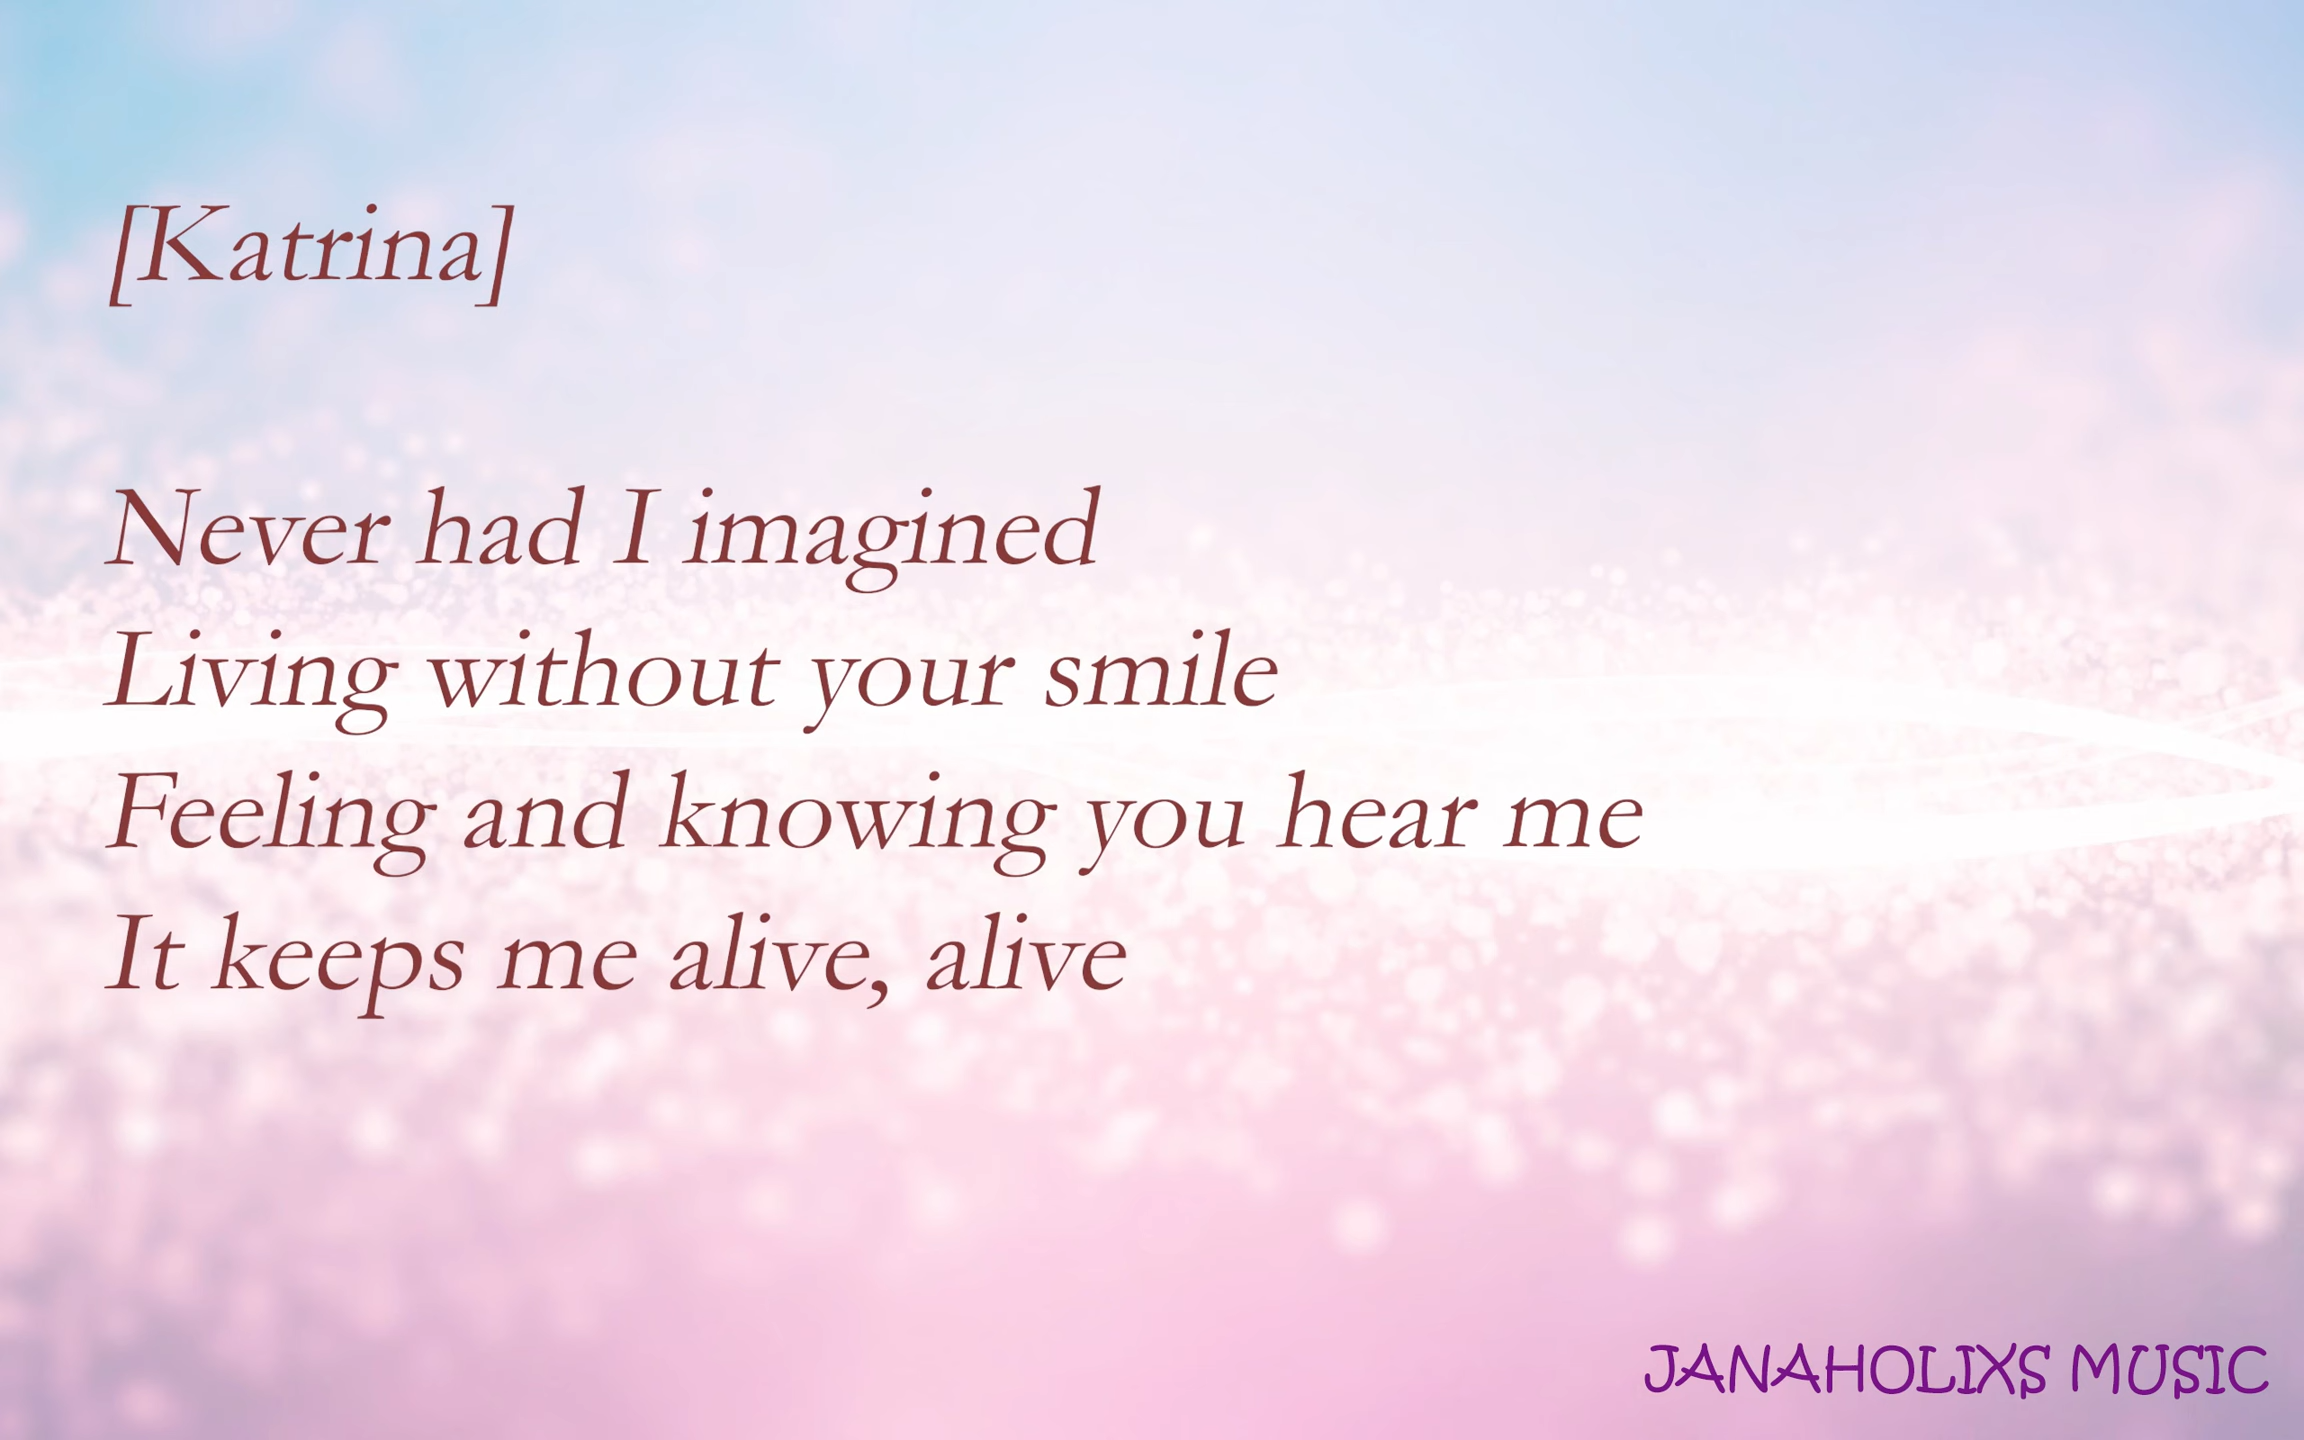 [Katrina]
Never had I imagined
Living without your smile
Feeling and knowing you hear me
It keeps me alive, alive
JANAHOLIXS MUSIC